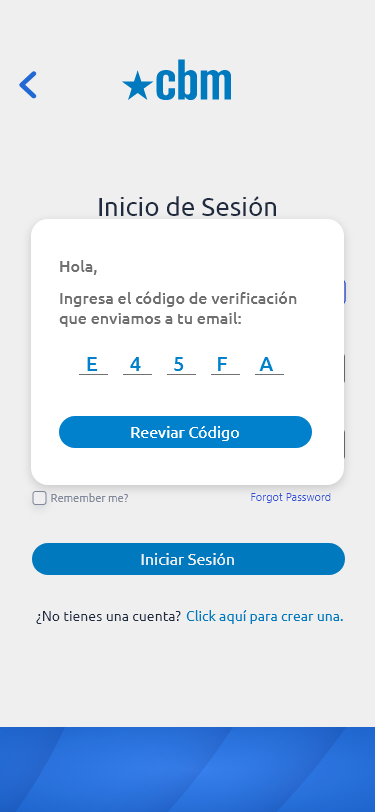 cbm
Inicio de Sesión
Hola,
Ingresa el código de verificación
que enviamos a tu email:
E 4 5 F A
Reeviar Código
Remember me?
Forgot Password
Iniciar Sesión
¿No tienes una cuenta? Click aquí para crear una.